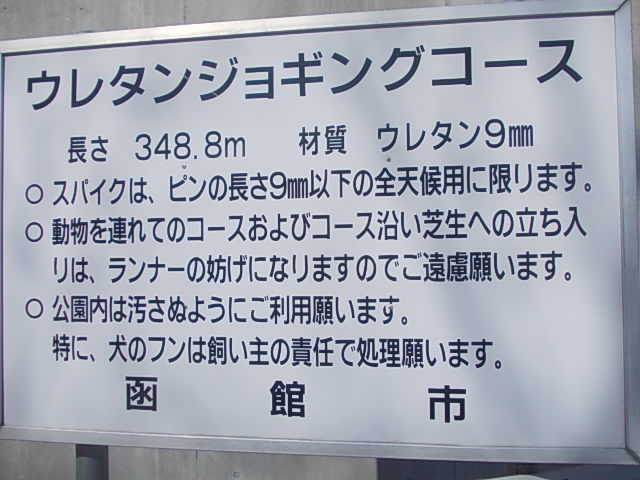 ウレタンジョギングコース
長さ 348.8m 材質 ウレタン9㎜
○ スパイクは、ピンの長さ9㎜以下の全天候用に限ります。
○ 動物を連れてのコースおよびコース沿い芝生への立ち入
りは、ランナーの妨げになりますのでご遠慮願います。
○ 公園内は汚さぬようにご利用願います。
特に、犬のフンは飼い主の責任で処理願います。
函館市